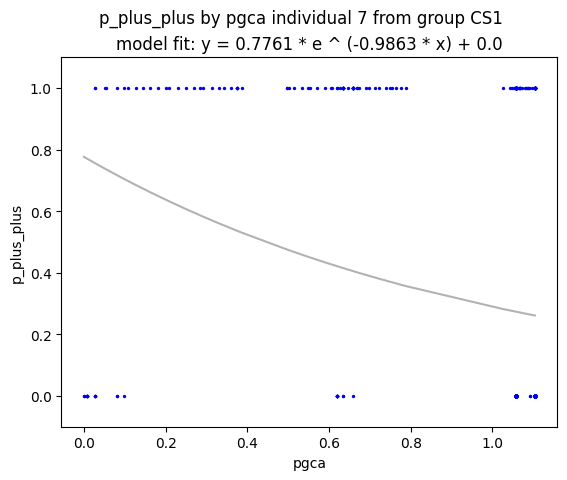 p_plus_plus by pgca individual 7 from group CS1
model fit: y = 0.7761 * e ^ (-0.9863 * x) + 0.0
1.0
0.8
0.6
0.4
0.2
0.0
p_plus_plus
0.0 0.2 0.4 0.6 0.8 1.0
pgca